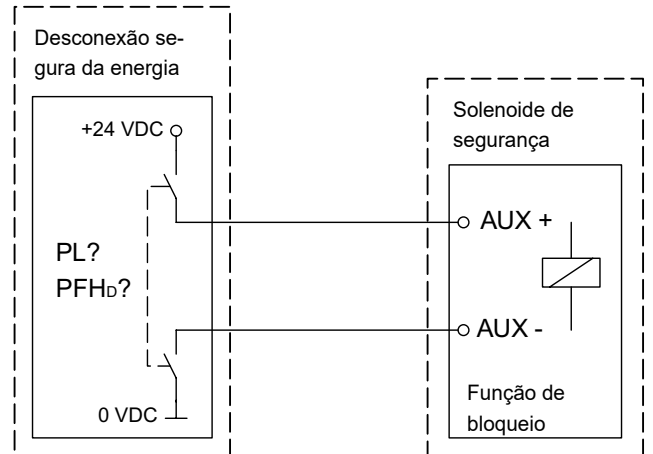 Desconexão se-
gura da energia
+24 VDC
PL?
PFHD?
0 VDC
Solenoide de
segurança
AUX +
AUX -
Função de
bloqueio